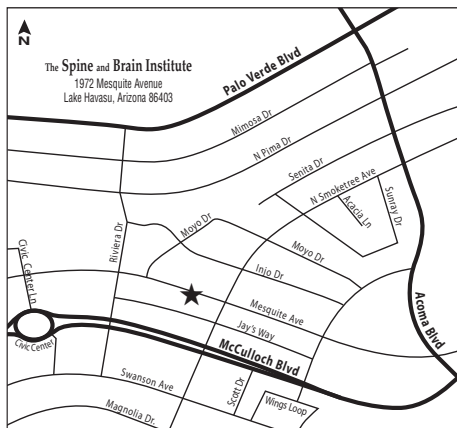 N
The Spine and Brain Institute
1972 Mesquite Avenue
Lake Havasu, Arizona 86403
Palo Verde Blvd
Mimosa Dr
N Pima Dr
Senita Dr
N Smoketree Ave
Acacia Ln
Sunray Dr
Moyo Dr
Moyo Dr
Riviera Dr
Civic Center Ln
Injo Dr
Mesquite Ave
Jay's Way
McCulloch Blvd
Acoma Blvd
Civic Center
Swanson Ave
Scott Dr
Wings Loop
Magnolia Dr.